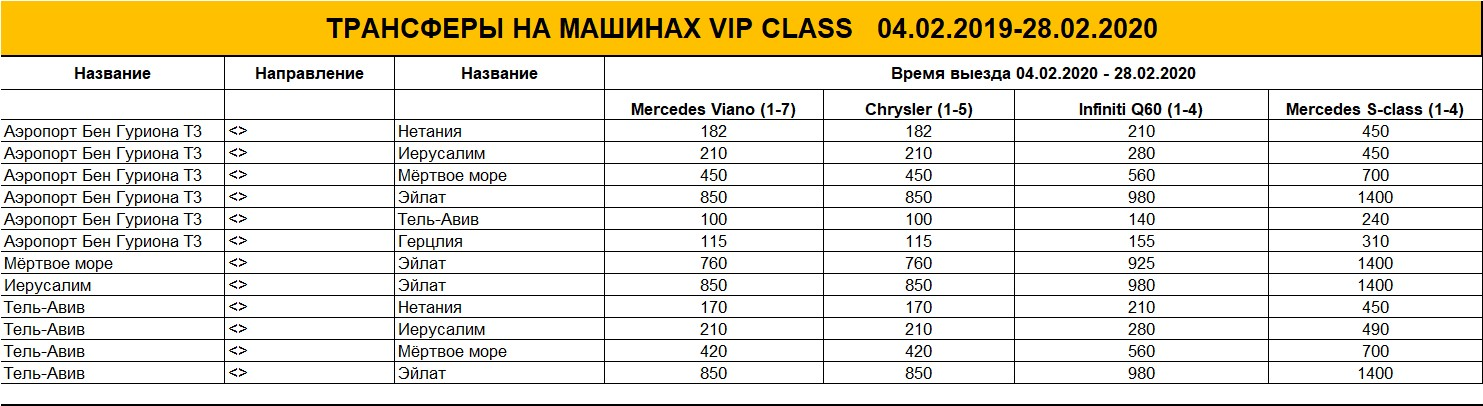 ТРАНСФЕРЫ НА МАШИНАХ VIP CLASS 04.02.2019-28.02.2020
Название Направление Название Время выезда 04.02.2020 - 28.02.2020
Mercedes Viano (1-7) Chrysler (1-5) Infiniti Q60 (1-4) Mercedes S-class (1-4)
Аэропорт Бен Гуриона Т3 <> Нетания 182 182 210 450
Аэропорт Бен Гуриона Т3 <> Иерусалим 210 210 280 450
Аэропорт Бен Гуриона Т3 <> Мёртвое море 450 450 560 700
Аэропорт Бен Гуриона Т3 <> Эйлат 850 850 980 1400
Аэропорт Бен Гуриона Т3 <> Тель-Авив 100 100 140 240
Аэропорт Бен Гуриона Т3 <> Герцлия 115 115 155 310
Мёртвое море <> Эйлат 760 760 925 1400
Иерусалим <> Эйлат 850 850 980 1400
Тель-Авив <> Нетания 170 170 210 450
Тель-Авив <> Иерусалим 210 210 280 490
Тель-Авив <> Мёртвое море 420 420 560 700
Тель-Авив <> Эйлат 850 850 980 1400